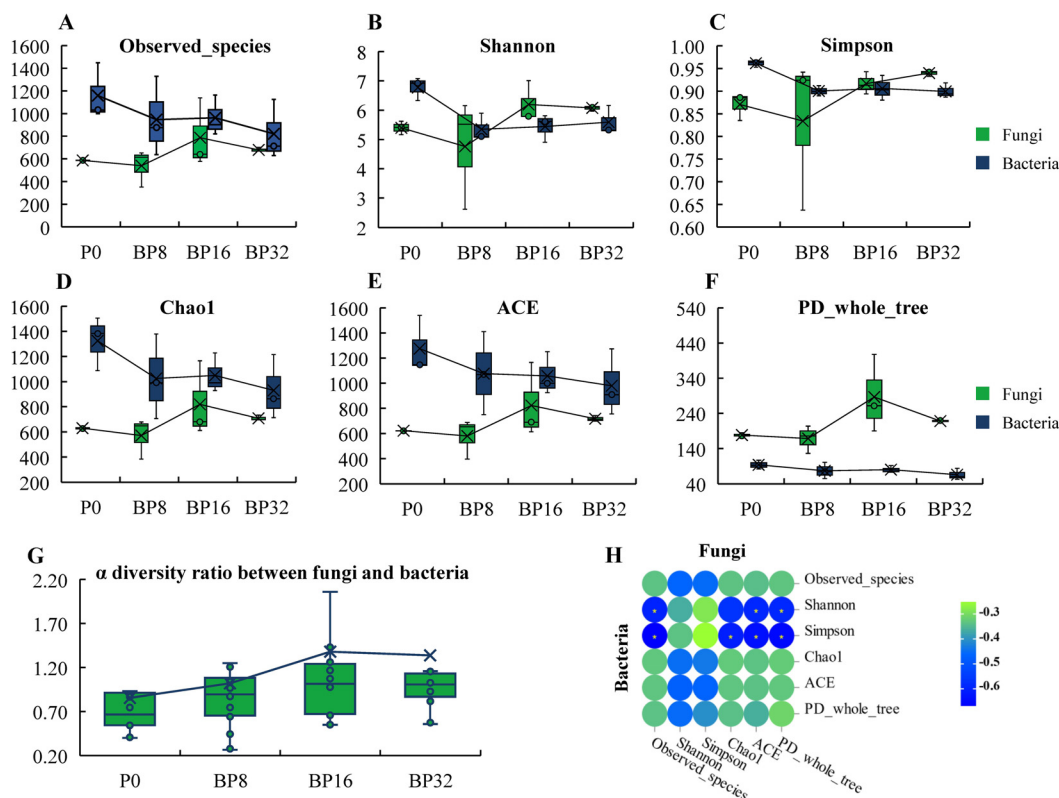 A
Observed_species
1600
1400
1200
1000
800
600
400
200
0
P0 BP8 BP16 BP32
B
Shannon
8
7
6
5
4
3
2
P0 BP8 BP16 BP32
C
Simpson
1.00
0.95
0.90
0.85
0.80
0.75
0.70
0.65
0.60
P0 BP8 BP16 BP32
Fungi
Bacteria
D
Chao1
1600
1400
1200
1000
800
600
400
200
P0 BP8 BP16 BP32
E
ACE
1600
1400
1200
1000
800
600
400
200
P0 BP8 BP16 BP32
F
PD_whole_tree
540
440
340
240
140
40
P0 BP8 BP16 BP32
Fungi
Bacteria
G
α diversity ratio between fungi and bacteria
2.20
1.70
1.20
0.70
0.20
P0 BP8 BP16 BP32
H
Fungi
Bacteria
Observed_species
Shannon
Simpson
Chao1
ACE
PD_whole_tree
Observed_species
Shannon
Simpson
Chao1
ACE
PD_whole_tree
-0.3
-0.4
-0.5
-0.6